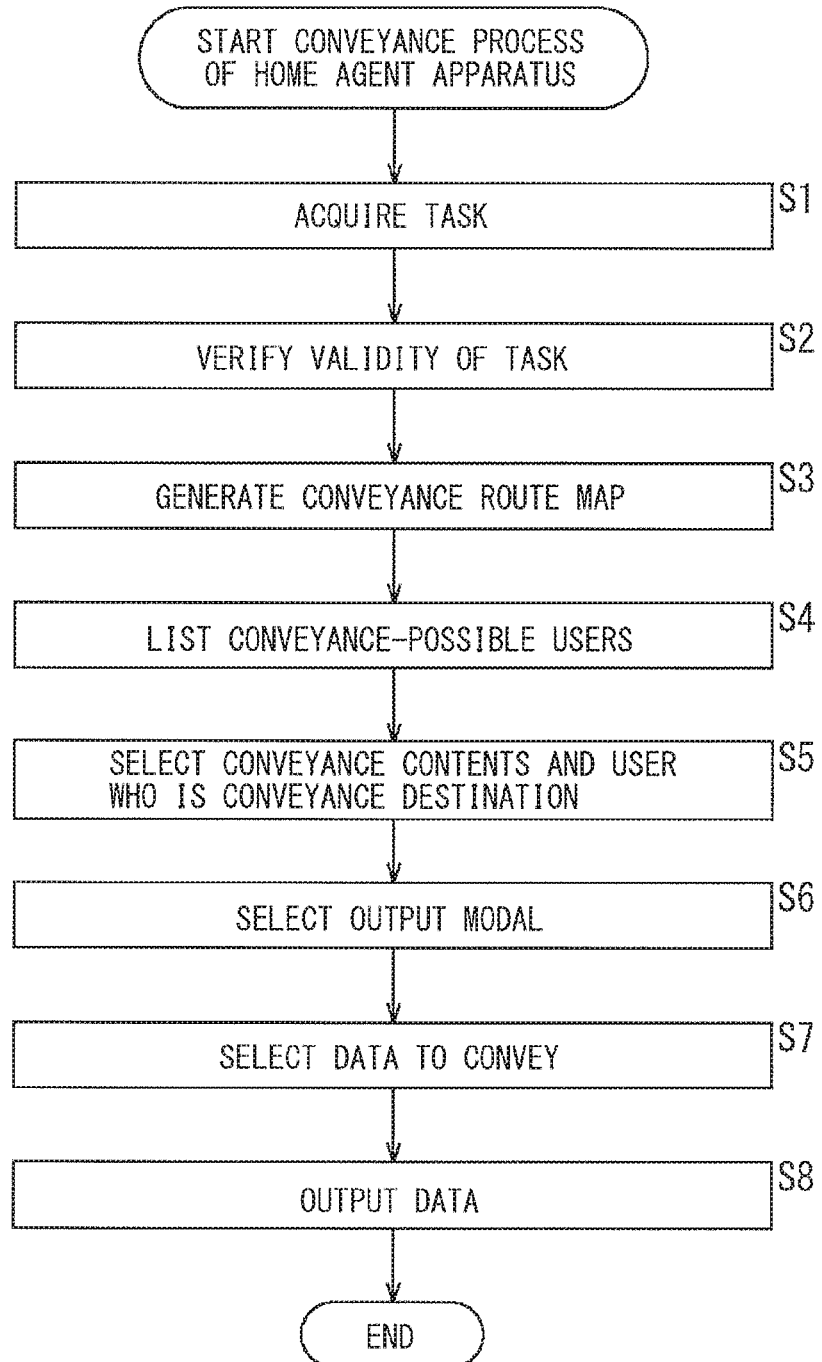 START CONVEYANCE PROCESS
OF HOME AGENT APPARATUS
S1
ACQUIRE TASK
S2
VERIFY VALIDITY OF TASK
S3
GENERATE CONVEYANCE ROUTE MAP
S4
LIST CONVEYANCE-POSSIBLE USERS
S5
SELECT CONVEYANCE CONTENTS AND USER
WHO IS CONVEYANCE DESTINATION
S6
SELECT OUTPUT MODAL
S7
SELECT DATA TO CONVEY
S8
OUTPUT DATA
END